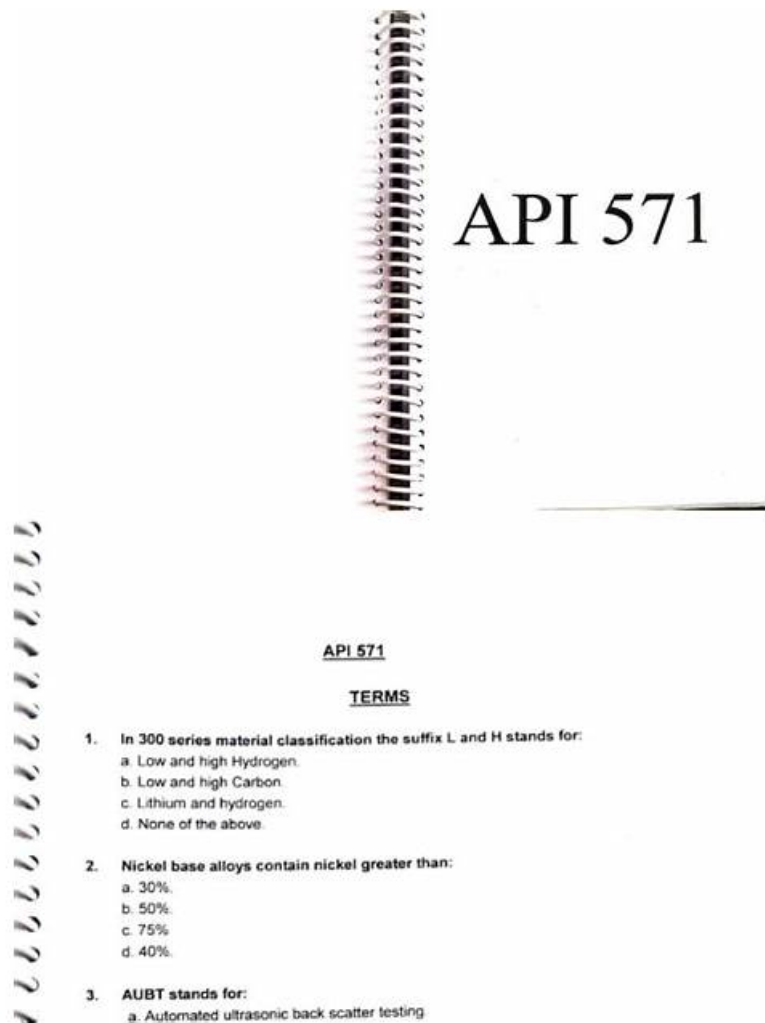 API 571
API 571
TERMS
1. In 300 series material classification the suffix L and H stands for:
a. Low and high Hydrogen.
b. Low and high Carbon.
c. Lithium and hydrogen.
d. None of the above.
2. Nickel base alloys contain nickel greater than:
a. 30%.
b. 50%.
c. 75%
d. 40%.
3. AUBT stands for:
a. Automated ultrasonic back scatter testing